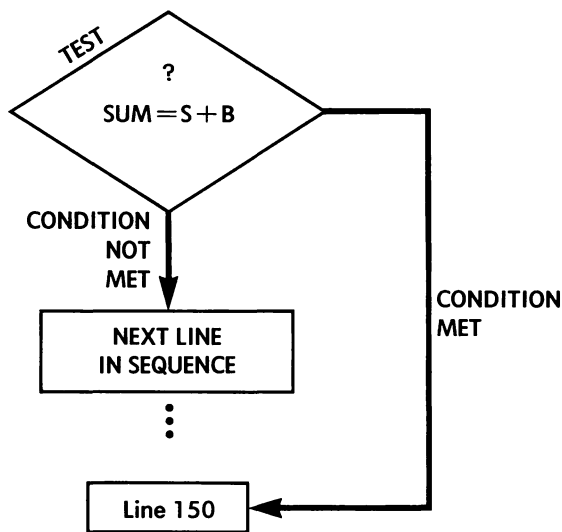 TEST
?
SUM=S+B
CONDITION
NOT
MET
NEXT LINE
IN SEQUENCE
CONDITION
MET
Line 150